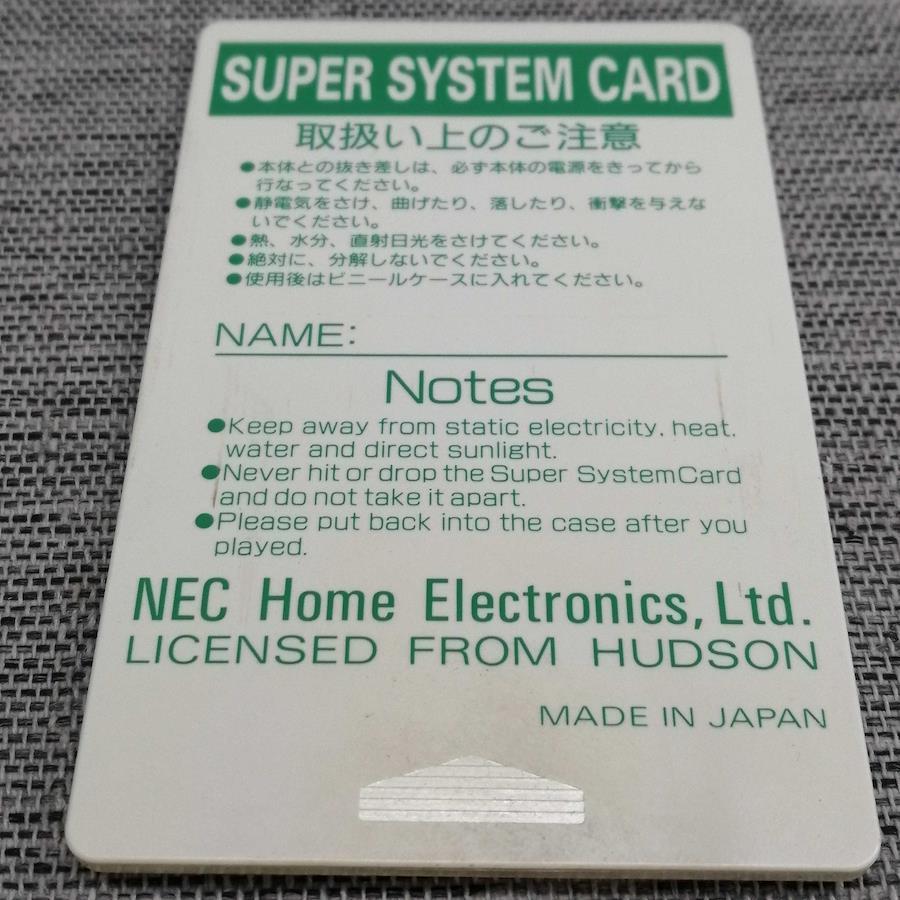 SUPER SYSTEM CARD
取扱い上のご注意
●本体との抜き差しは、必ず本体の電源をきってから
行なってください。
●静電気をさけ、曲げたり、落したり、衝撃を与えな
いでください。
●熱、水分、直射日光をさけてください。
●絶対に、分解しないでください。
●使用後はビニールケースに入れてください。
NAME:
Notes
●Keep away from static electricity, heat.
water and direct sunlight.
●Never hit or drop the Super System Card
and do not take it apart.
●Please put back into the case after you
played.
NEC Home Electronics, Ltd.
LICENSED FROM HUDSON
MADE IN JAPAN